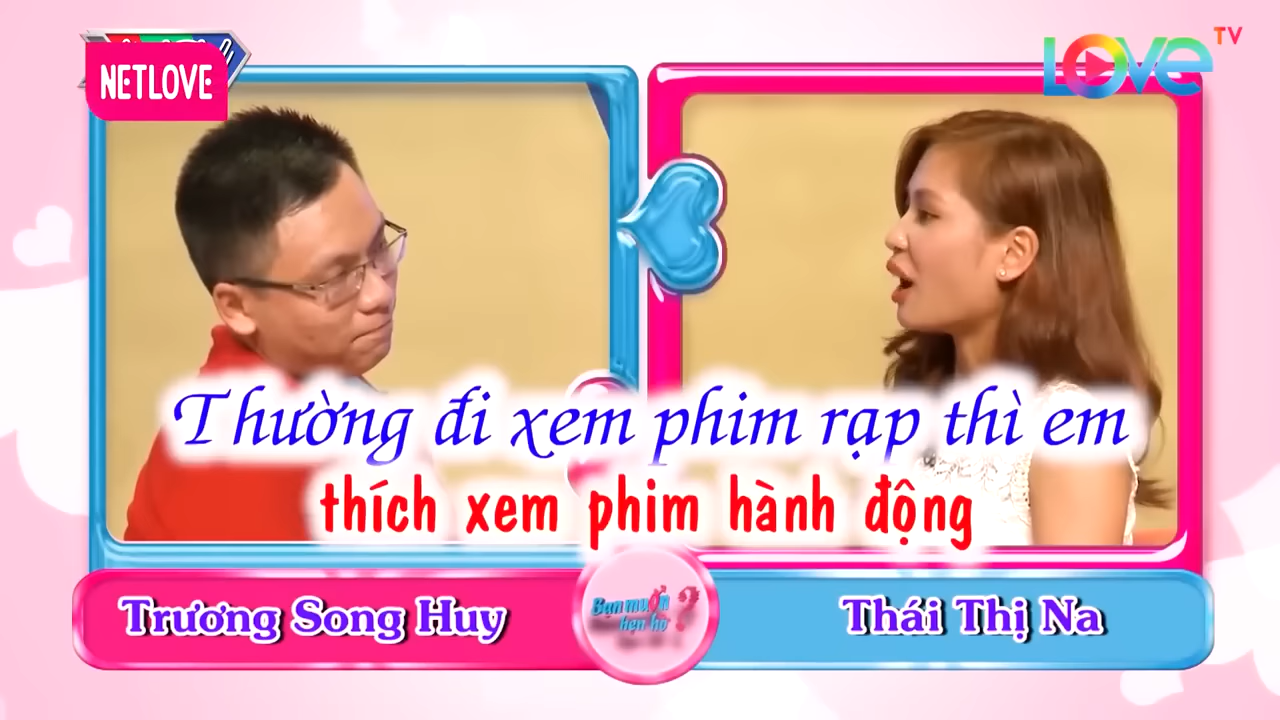 NETLOVE
LOVE TV
Thường đi xem phim rạp thì em
thích xem phim hành động
Trương Song Huy
Bạn muốn
hẹn hò ?
Thái Thị Na